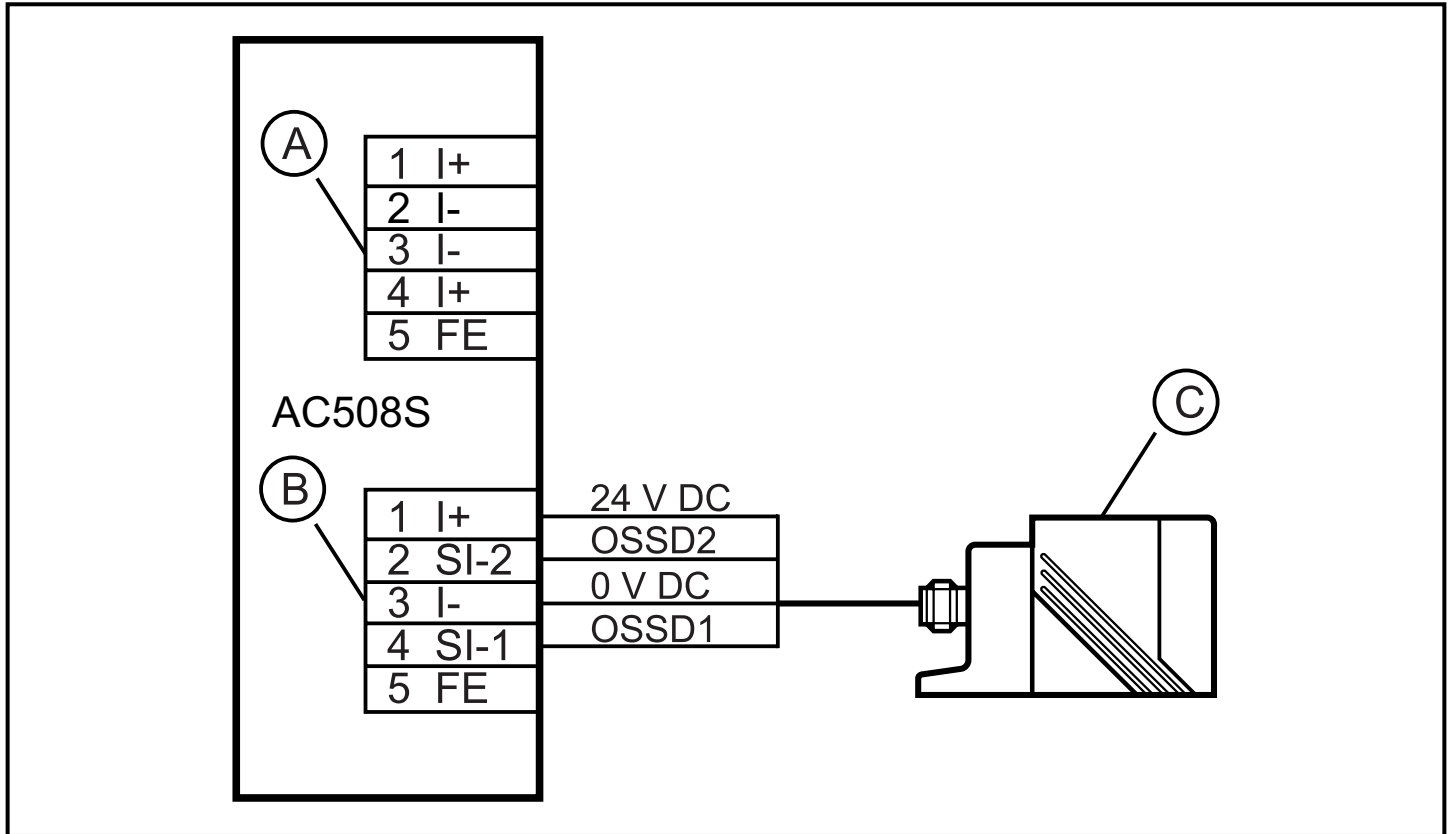 A
1 I+
2 I-
3 I-
4 I+
5 FE
AC508S
B
1 I+
2 SI-2
3 I-
4 SI-1
5 FE
24 V DC
OSSD2
0 V DC
OSSD1
C